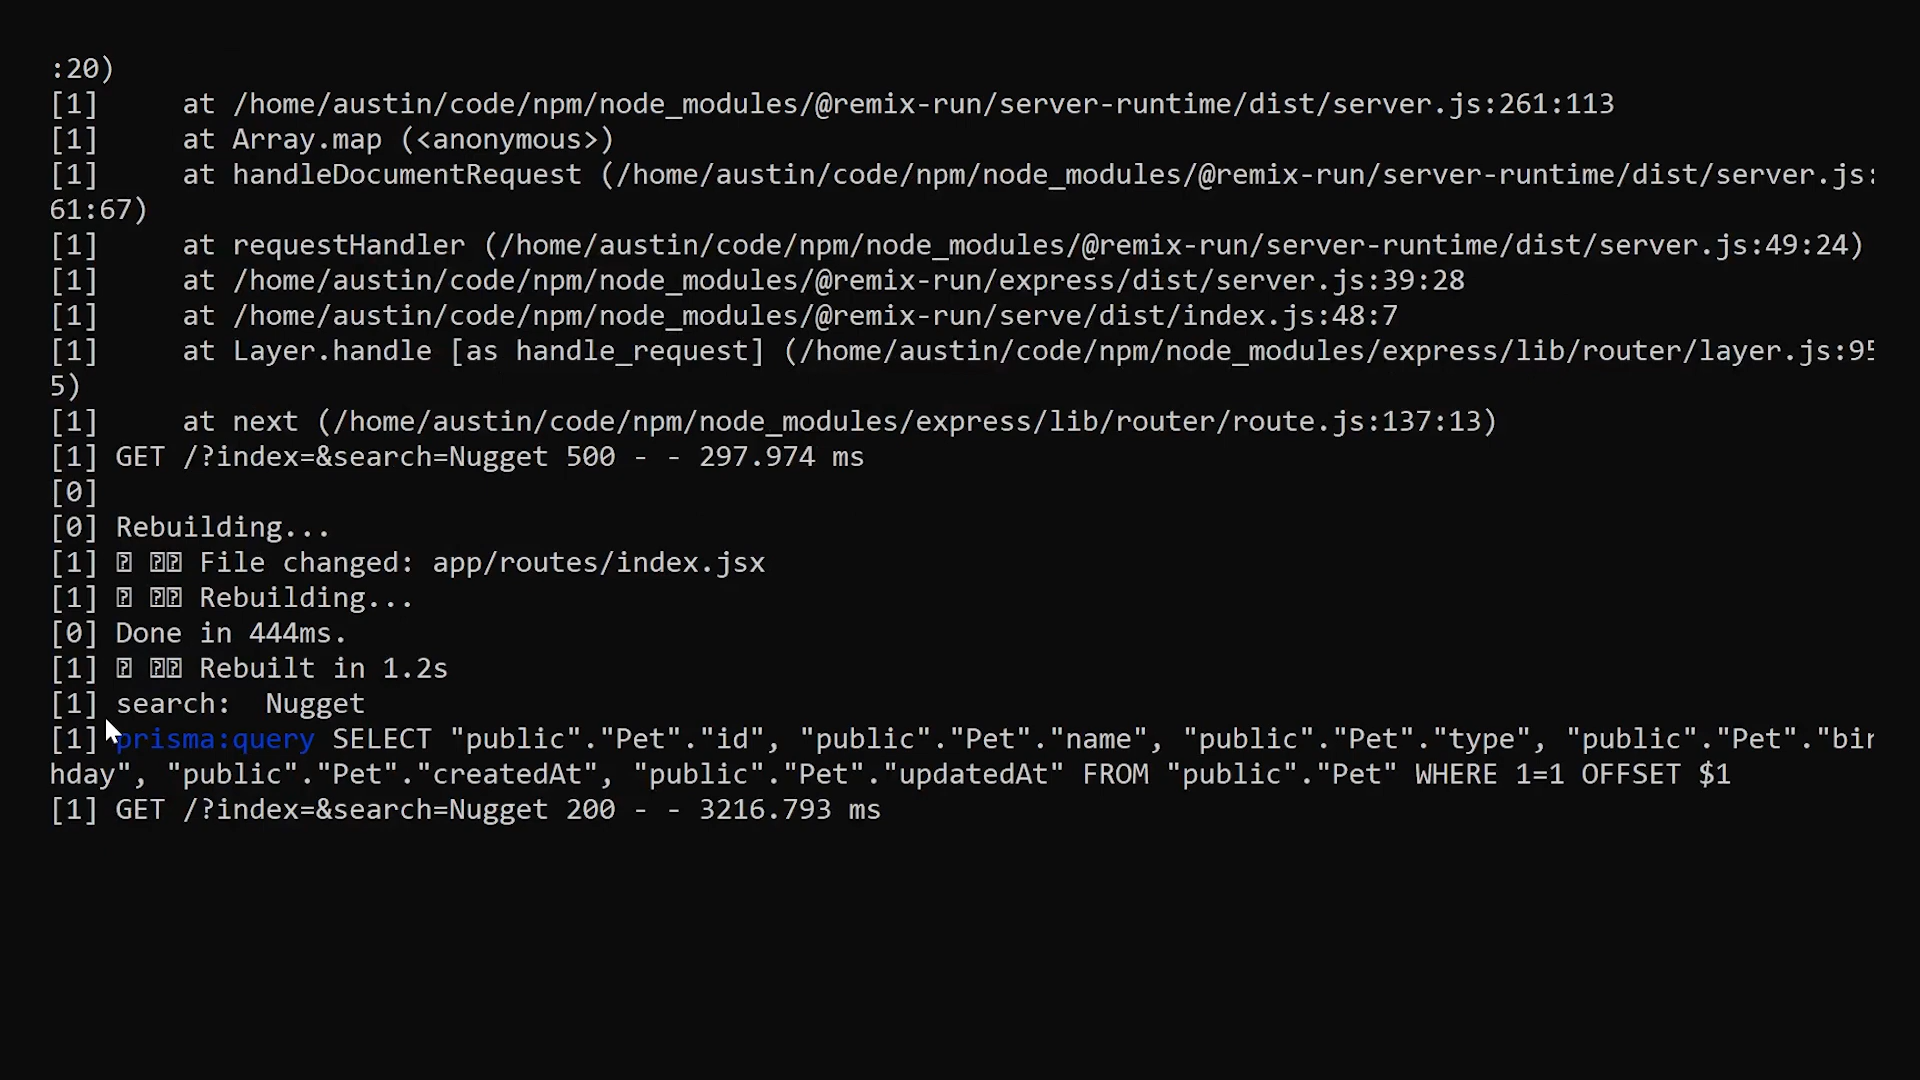 :20)
[1]     at /home/austin/code/npm/node_modules/@remix-run/server-runtime/dist/server.js:261:113
[1]     at Array.map (<anonymous>)
[1]     at handleDocumentRequest (/home/austin/code/npm/node_modules/@remix-run/server-runtime/dist/server.js:
61:67)
[1]     at requestHandler (/home/austin/code/npm/node_modules/@remix-run/server-runtime/dist/server.js:49:24)
[1]     at /home/austin/code/npm/node_modules/@remix-run/express/dist/server.js:39:28
[1]     at /home/austin/code/npm/node_modules/@remix-run/serve/dist/index.js:48:7
[1]     at Layer.handle [as handle_request] (/home/austin/code/npm/node_modules/express/lib/router/layer.js:95
5)
[1]     at next (/home/austin/code/npm/node_modules/express/lib/router/route.js:137:13)
[1] GET /?index=&search=Nugget 500 - - 297.974 ms
[0]
[0] Rebuilding...
[1] File changed: app/routes/index.jsx
[1] Rebuilding...
[0] Done in 444ms.
[1] Rebuilt in 1.2s
[1] search:  Nugget
[1] prisma:query SELECT "public"."Pet"."id", "public"."Pet"."name", "public"."Pet"."type", "public"."Pet"."bir
hday", "public"."Pet"."createdAt", "public"."Pet"."updatedAt" FROM "public"."Pet" WHERE 1=1 OFFSET $1
[1] GET /?index=&search=Nugget 200 - - 3216.793 ms